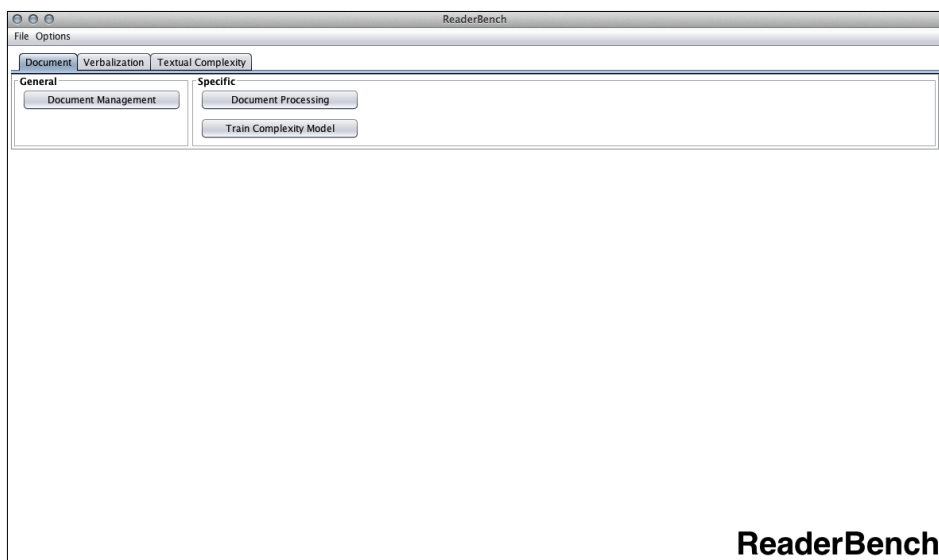 ReaderBench
File Options
Document Verbalization Textual Complexity
General Specific
Document Management Document Processing
Train Complexity Model
ReaderBench